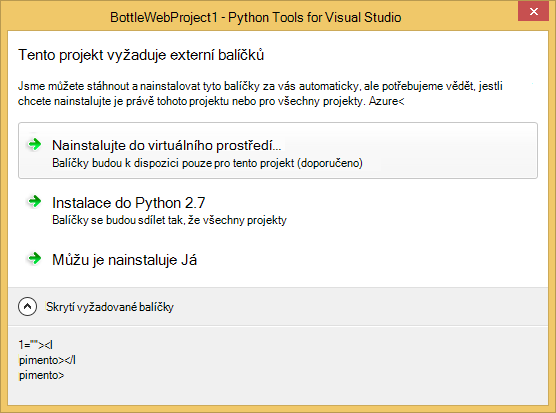 BottleWebProject1 - Python Tools for Visual Studio
Tento projekt vyžaduje externí balíčků
Jsme můžete stáhnout a nainstalovat tyto balíčky za vás automaticky, ale potřebujeme vědět, jestli
chcete nainstalujte je právě tohoto projektu nebo pro všechny projekty. Azure<
Nainstalujte do virtuálního prostředí...
Balíčky budou k dispozici pouze pro tento projekt (doporučeno)
Instalace do Python 2.7
Balíčky se budou sdílet tak, že všechny projekty
Můžu je nainstaluje Já
Skrytí vyžadované balíčky
1=""><l
pimento></l
pimento>